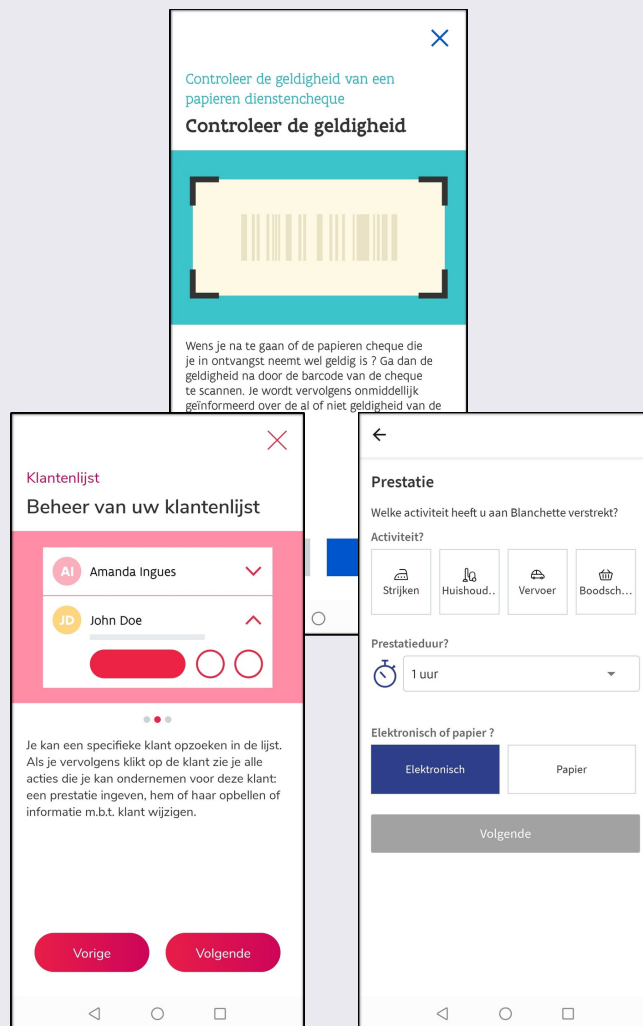 Controleer de geldigheid van een
papieren dienstencheque
Controleer de geldigheid
Wens je na te gaan of de papieren cheque die
je in ontvangst neemt wel geldig is ? Ga dan de
geldigheid na door de barcode van de cheque
te scannen. Je wordt vervolgens onmiddellijk
geïnformeerd over de al of niet geldigheid van de
Klantenlijst
Beheer van uw klantenlijst
AI Amanda Ingues
JD John Doe
Je kan een specifieke klant opzoeken in de lijst.
Als je vervolgens klikt op de klant zie je alle
acties die je kan ondernemen voor deze klant:
een prestatie ingeven, hem of haar opbellen of
informatie m.b.t. klant wijzigen.
Vorige Volgende
Prestatie
Welke activiteit heeft u aan Blanchette verstrekt?
Activiteit?
Strijken Huishoud.. Vervoer Boodsch...
Prestatieduur?
1 uur
Elektronisch of papier ?
Elektronisch Papier
Volgende